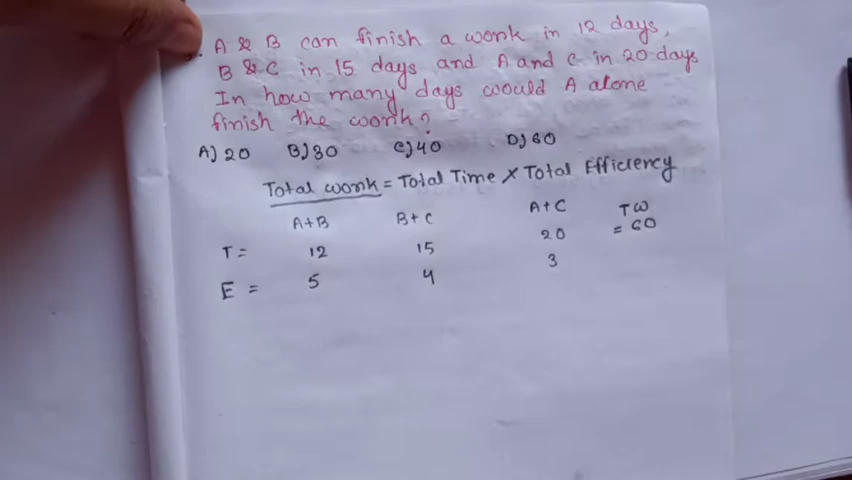 A & B can finish a work in 12 days,
B & C in 15 days and A and C in 20 days
In how many days would A alone
finish the work?
A) 20 B) 30 C) 40 D) 60
Total work = Total Time × Total Efficiency
A+B B+C A+C TW
T = 12 15 20 = 60
E = 5 4 3